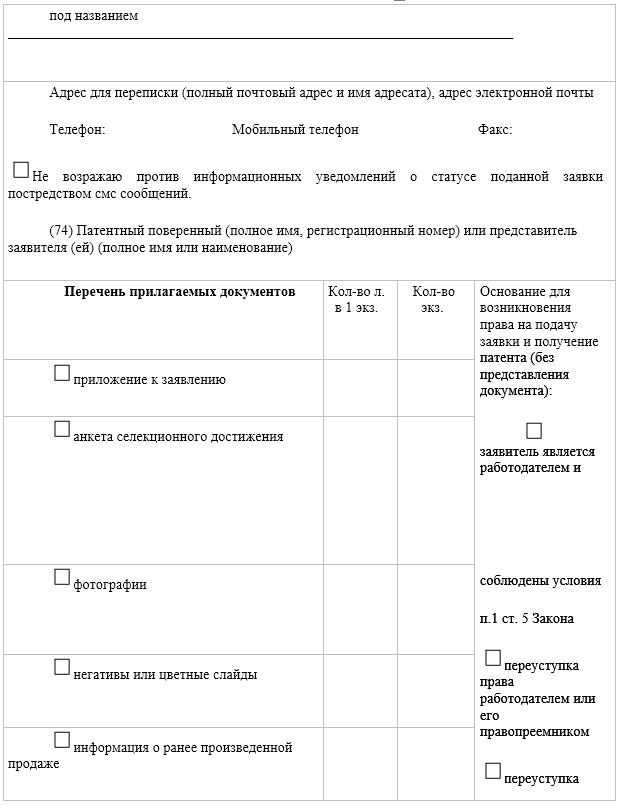 под названием
Адрес для переписки (полный почтовый адрес и имя адресата), адрес электронной почты
Телефон: Мобильный телефон Факс:
Не возражаю против информационных уведомлений о статусе поданной заявки
постредством смс сообщений.
(74) Патентный поверенный (полное имя, регистрационный номер) или представитель
заявителя (ей) (полное имя или наименование)
Перечень прилагаемых документов
Кол-во л.
в 1 экз.
Кол-во
экз.
Основание для
возникновения
права на подачу
заявки и получение
патента (без
представления
документа):
заявитель является
работодателем и
соблюдены условия
п.1 ст. 5 Закона
переуступка
права
работодателем или
его
правопреемником
переуступка
приложение к заявлению
анкета селекционного достижения
фотографии
негативы или цветные слайды
информация о ранее произведенной
продаже